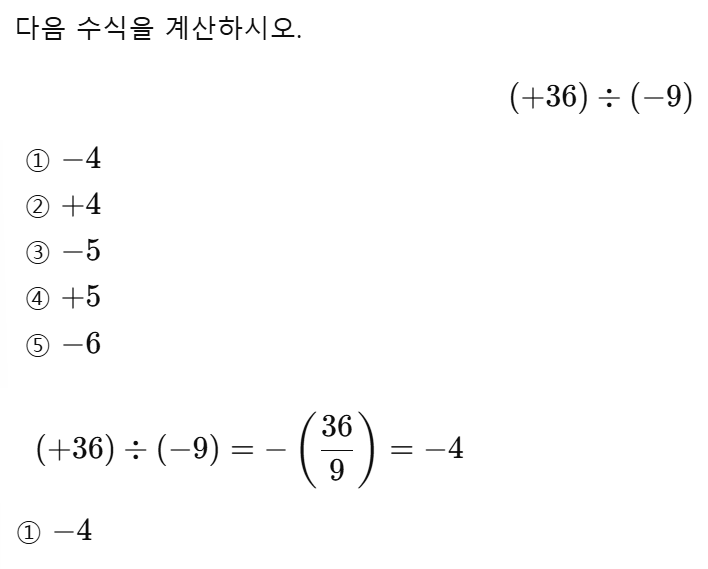 다음 수식을 계산하시오.
(+36) ÷ (−9)
① −4
② +4
③ −5
④ +5
⑤ −6
(+36) ÷ (−9) = − (36/9) = −4
① −4